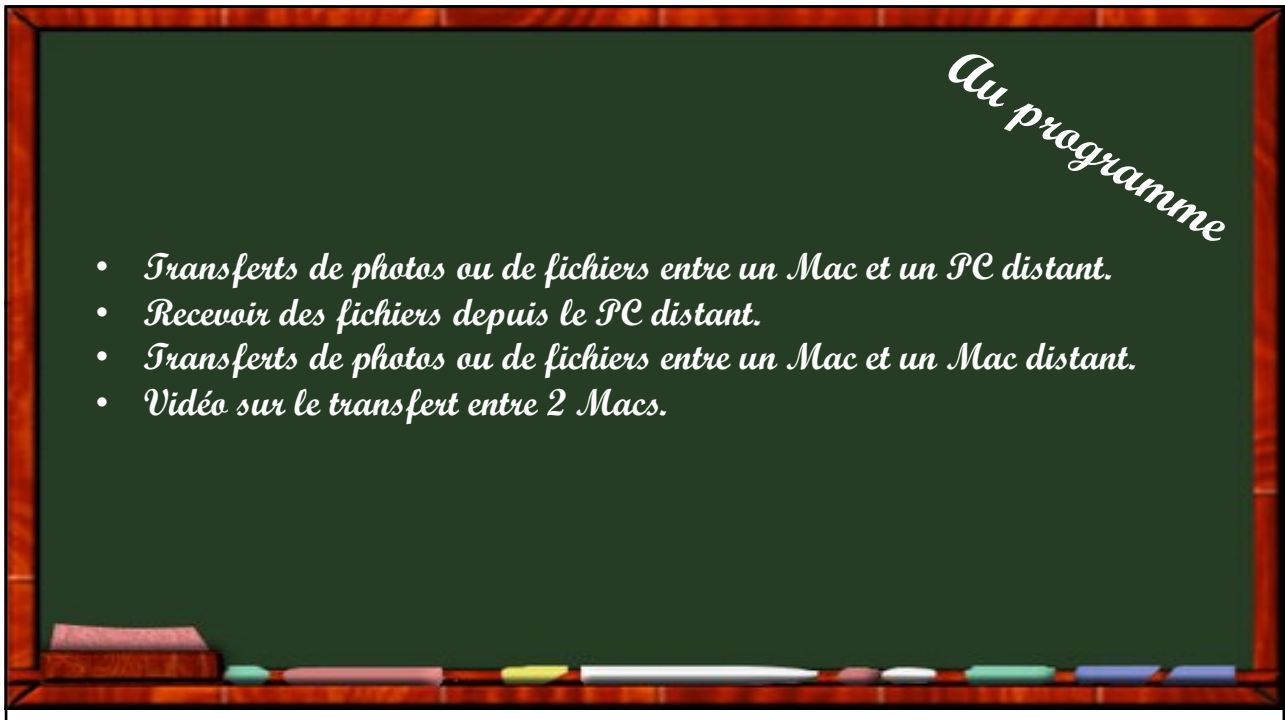 Au programme
• Transferts de photos ou de fichiers entre un Mac et un PC distant.
• Recevoir des fichiers depuis le PC distant.
• Transferts de photos ou de fichiers entre un Mac et un Mac distant.
• Vidéo sur le transfert entre 2 Macs.